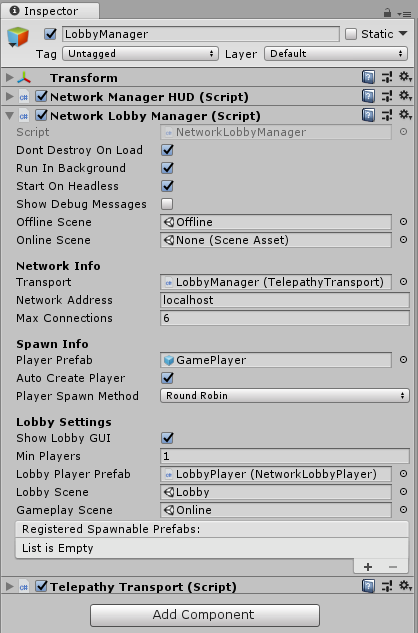 Inspector
LobbyManager Static
Tag Untagged Layer Default
Transform
Network Manager HUD (Script)
Network Lobby Manager (Script)
Script NetworkLobbyManager
Dont Destroy On Load
Run In Background
Start On Headless
Show Debug Messages
Offline Scene Offline
Online Scene None (Scene Asset)
Network Info
Transport LobbyManager (TelepathyTransport)
Network Address localhost
Max Connections 6
Spawn Info
Player Prefab GamePlayer
Auto Create Player
Player Spawn Method Round Robin
Lobby Settings
Show Lobby GUI
Min Players 1
Lobby Player Prefab LobbyPlayer (NetworkLobbyPlayer)
Lobby Scene Lobby
Gameplay Scene Online
Registered Spawnable Prefabs:
List is Empty
+ −
Telepathy Transport (Script)
Add Component